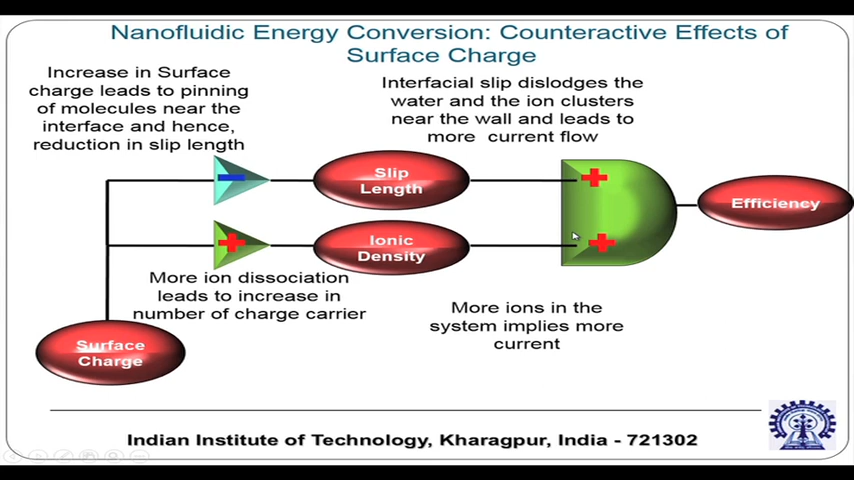 Nanofluidic Energy Conversion: Counteractive Effects of
Surface Charge
Increase in Surface
charge leads to pinning
of molecules near the
interface and hence,
reduction in slip length
Interfacial slip dislodges the
water and the ion clusters
near the wall and leads to
more current flow
Slip
Length
Efficiency
Ionic
Density
More ion dissociation
leads to increase in
number of charge carrier
More ions in the
system implies more
current
Surface
Charge
Indian Institute of Technology, Kharagpur, India - 721302